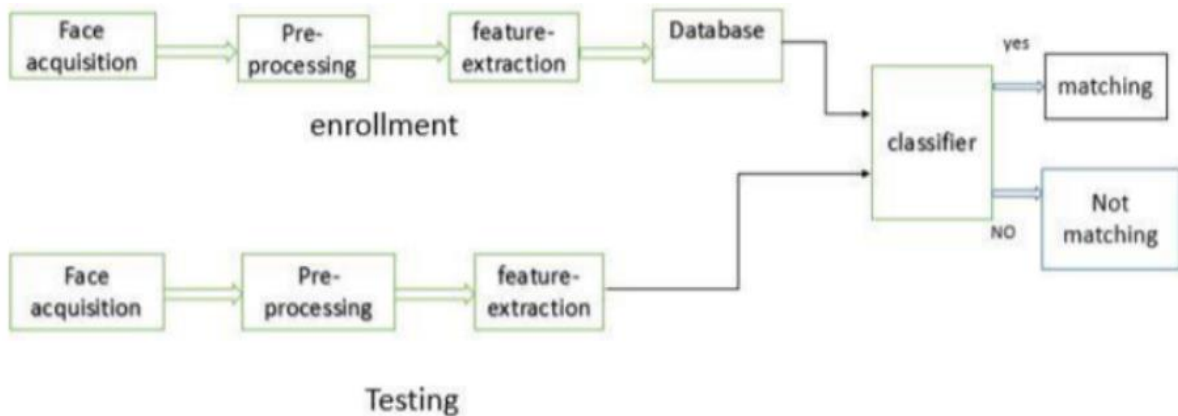 Face
acquisition
Pre-
processing
feature-
extraction
Database
enrollment
yes
matching
classifier
NO
Not
matching
Face
acquisition
Pre-
processing
feature-
extraction
Testing